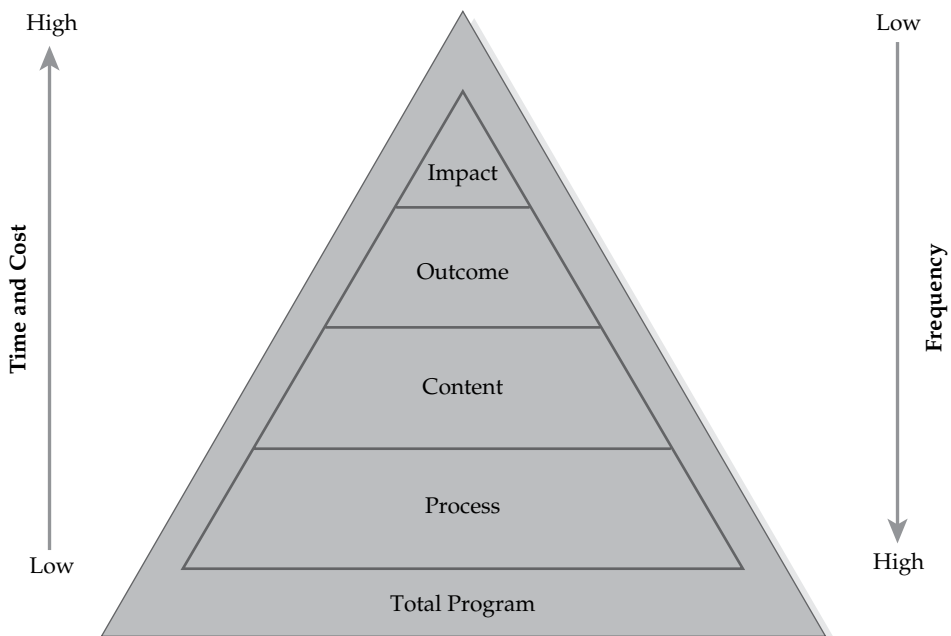 High
Low
Impact
Outcome
Time and Cost
Frequency
Content
Process
Low
High
Total Program